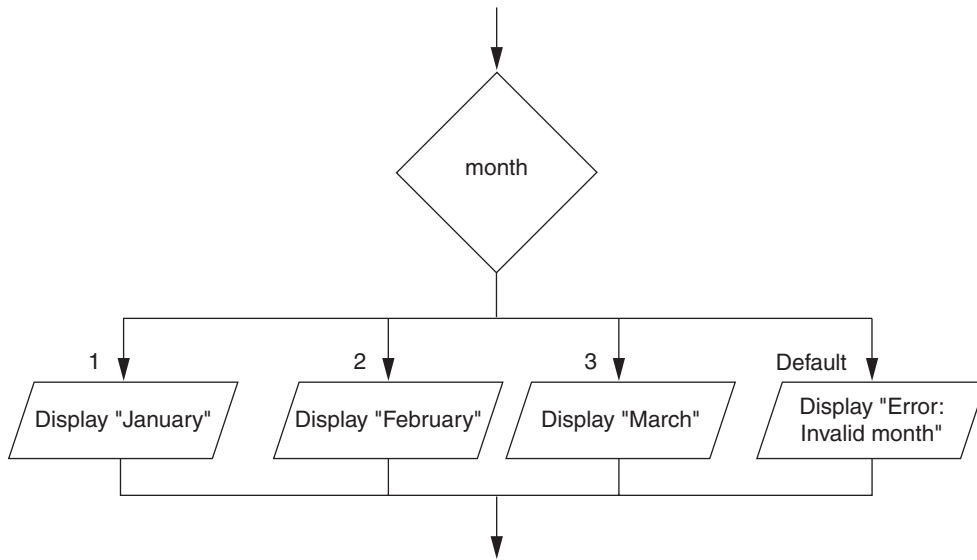 month
1
2
3
Default
Display "January"
Display "February"
Display "March"
Display "Error:
Invalid month"